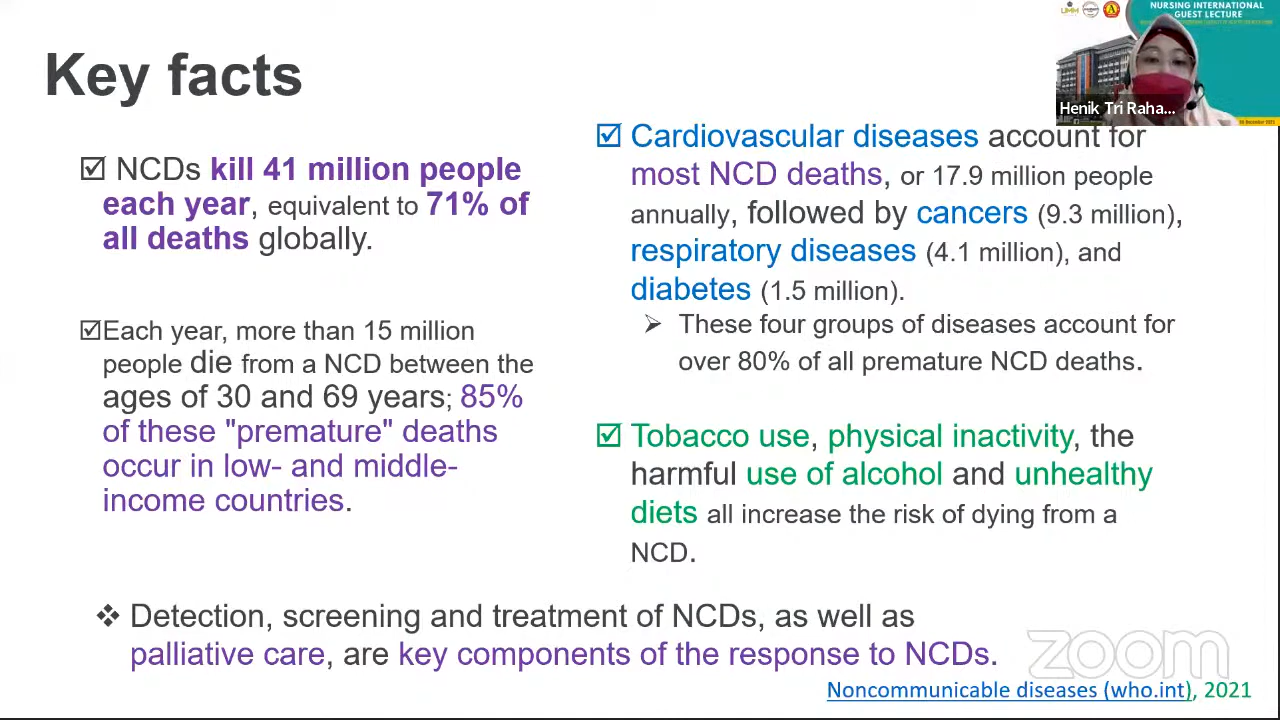 Key facts
NCDs kill 41 million people
each year, equivalent to 71% of
all deaths globally.
Each year, more than 15 million
people die from a NCD between the
ages of 30 and 69 years; 85%
of these "premature" deaths
occur in low- and middle-
income countries.
NURSING INTERNATIONAL
GUEST LECTURE
Henik Tri Raha...
Cardiovascular diseases account for
most NCD deaths, or 17.9 million people
annually, followed by cancers (9.3 million),
respiratory diseases (4.1 million), and
diabetes (1.5 million).
These four groups of diseases account for
over 80% of all premature NCD deaths.
Tobacco use, physical inactivity, the
harmful use of alcohol and unhealthy
diets all increase the risk of dying from a
NCD.
Detection, screening and treatment of NCDs, as well as
palliative care, are key components of the response to NCDs.
zoom
Noncommunicable diseases (who.int), 2021